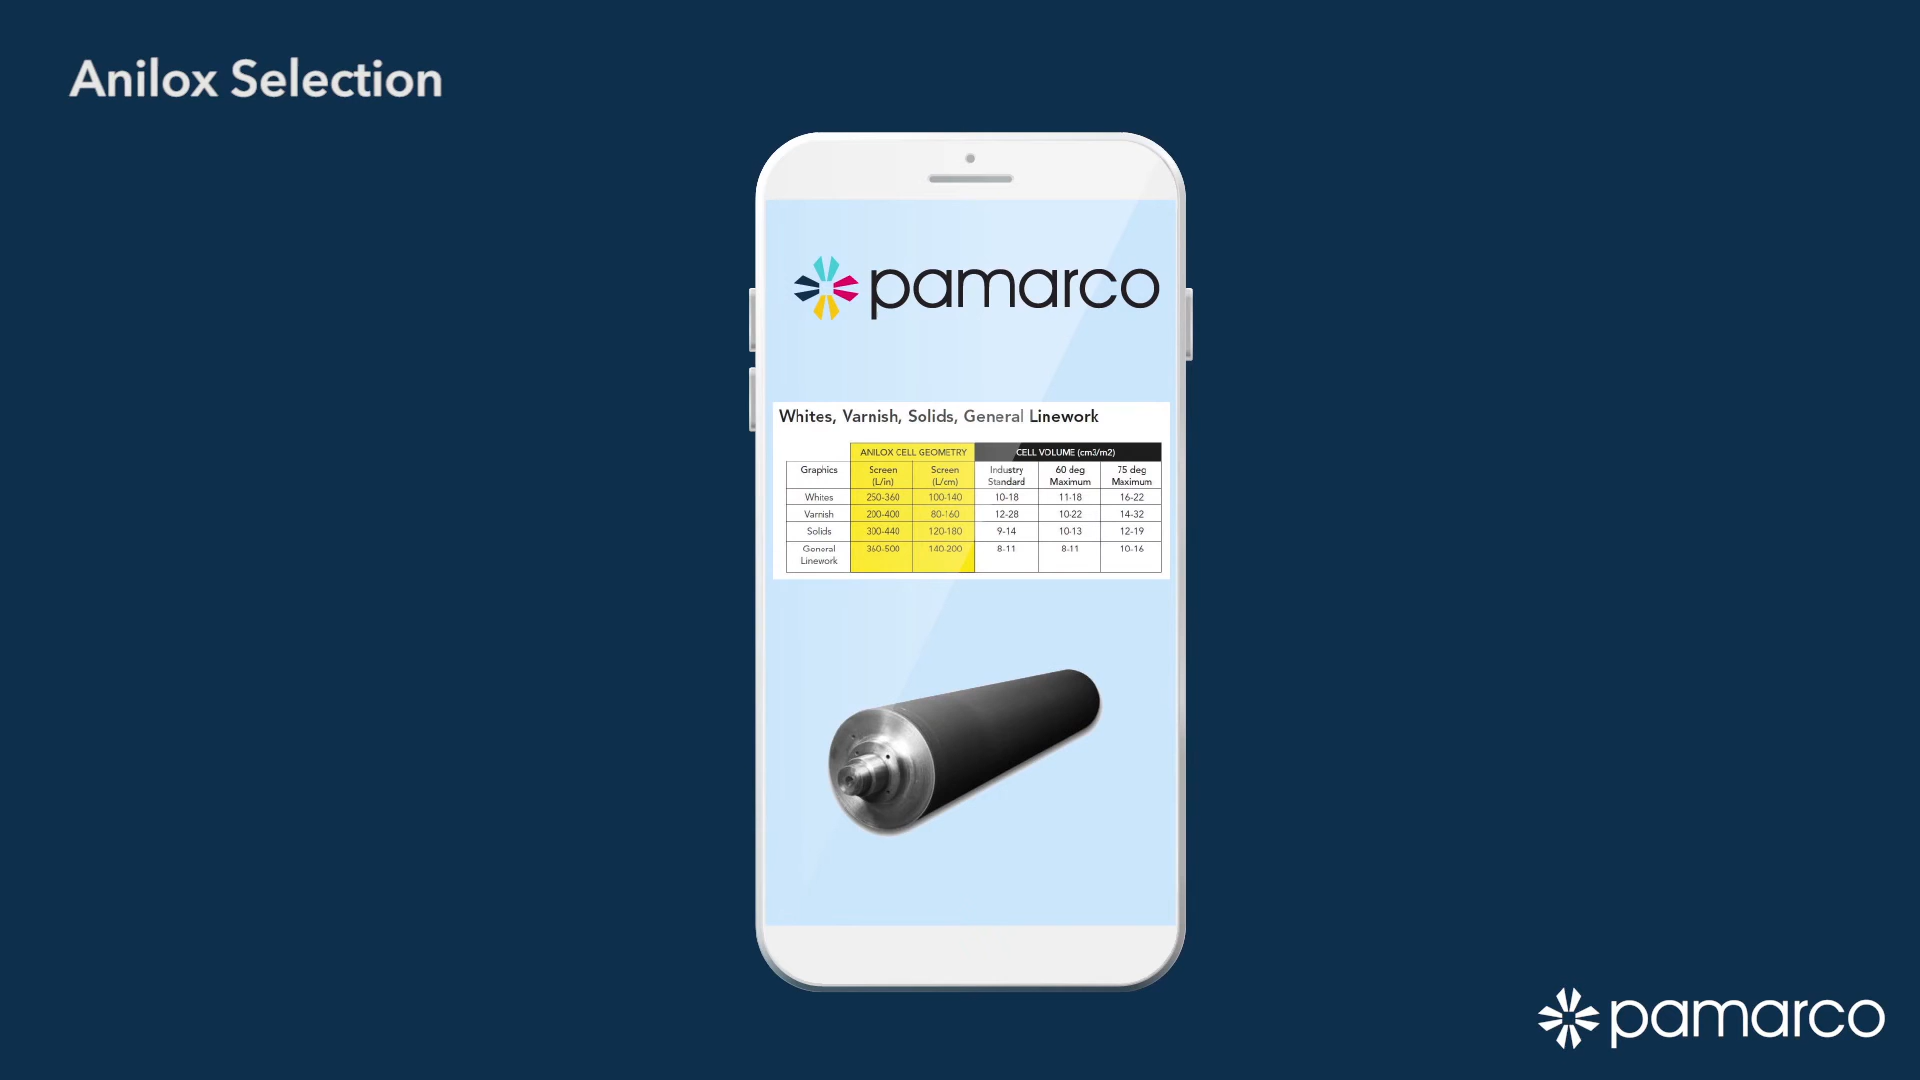 Anilox Selection
pamarco
Whites, Varnish, Solids, General Linework
ANILOX CELL GEOMETRY CELL VOLUME (cm3/m2)
Graphics Screen (L/in) Screen (L/cm) Industry Standard 60 deg Maximum 75 deg Maximum
Whites 250-360 100-140 10-18 11-18 16-22
Varnish 200-400 80-160 12-28 10-22 14-32
Solids 300-440 120-180 9-14 10-13 12-19
General Linework 360-500 140-200 8-11 8-11 10-16
pamarco